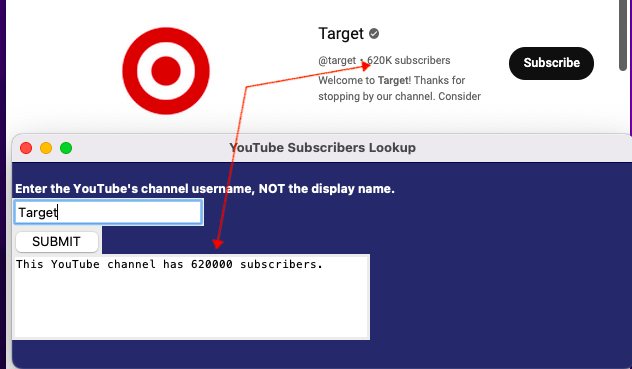 Target
@target • 620K subscribers
Welcome to Target! Thanks for
stopping by our channel. Consider
Subscribe
YouTube Subscribers Lookup
Enter the YouTube's channel username, NOT the display name.
Target
SUBMIT
This YouTube channel has 620000 subscribers.